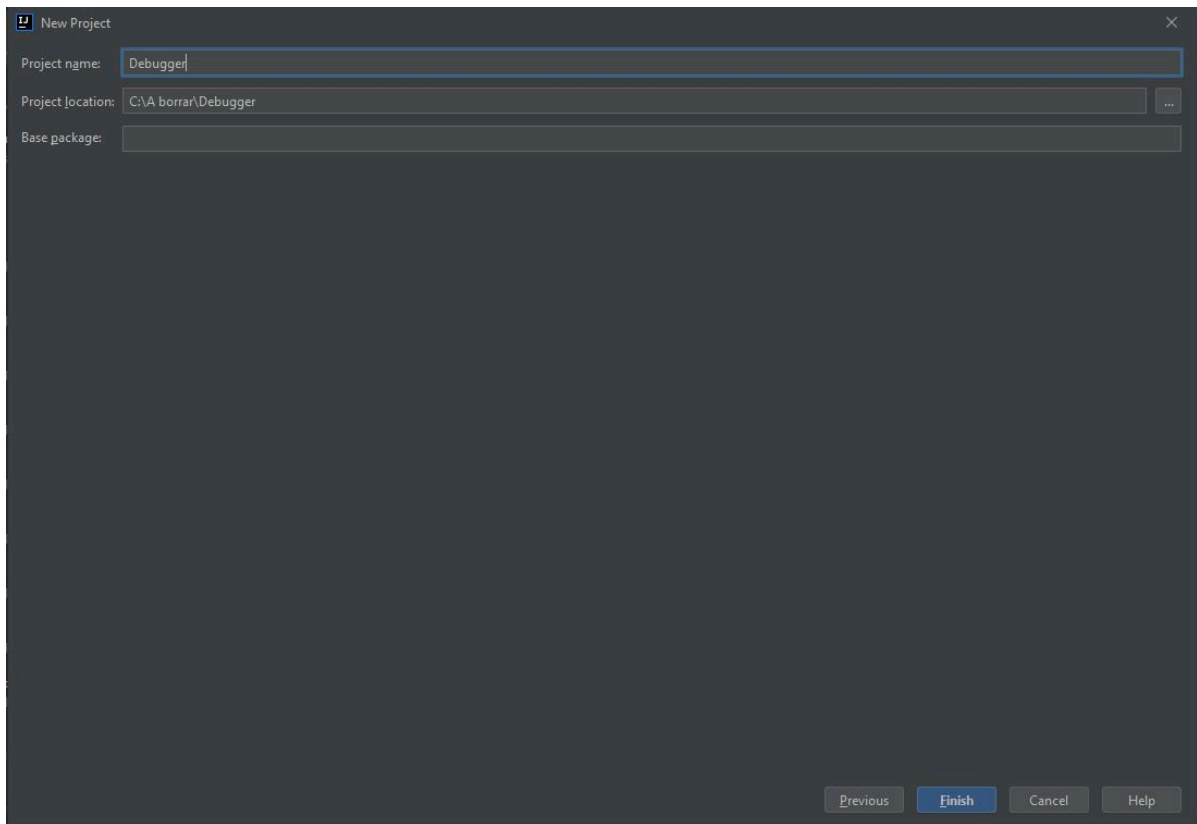 New Project
Project name: Debugger
Project location: C:\A borrar\Debugger ...
Base package:
Previous Finish Cancel Help